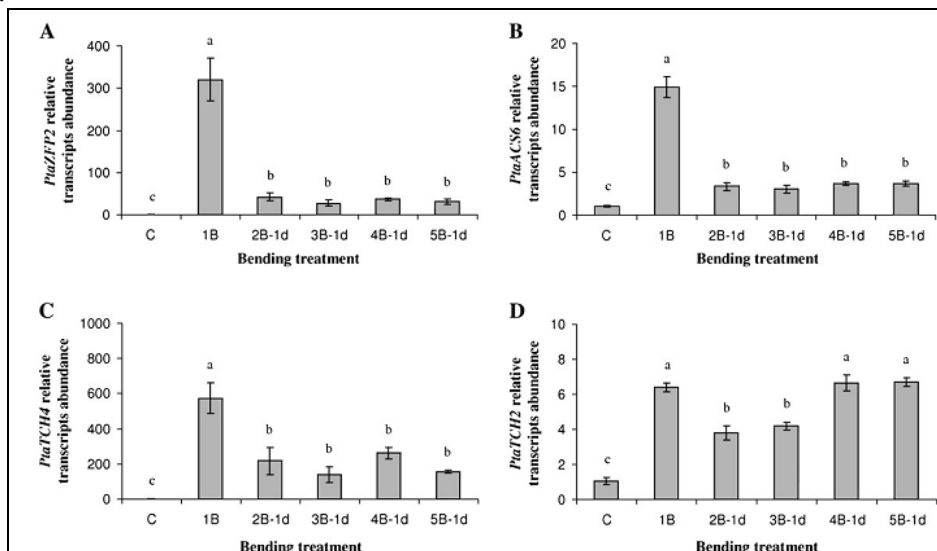 A
PtaZFP2 relative
transcripts abundance
400
300
200
100
0
c
a
b
b
b
b
C 1B 2B-1d 3B-1d 4B-1d 5B-1d
Bending treatment
B
PtaACS6 relative
transcripts abundance
20
15
10
5
0
c
a
b
b
b
b
C 1B 2B-1d 3B-1d 4B-1d 5B-1d
Bending treatment
C
PtaTCH4 relative
transcripts abundance
1000
800
600
400
200
0
c
a
b
b
b
b
C 1B 2B-1d 3B-1d 4B-1d 5B-1d
Bending treatment
D
PtaTCH2 relative
transcripts abundance
8
6
4
2
0
c
a
b
b
a
a
C 1B 2B-1d 3B-1d 4B-1d 5B-1d
Bending treatment